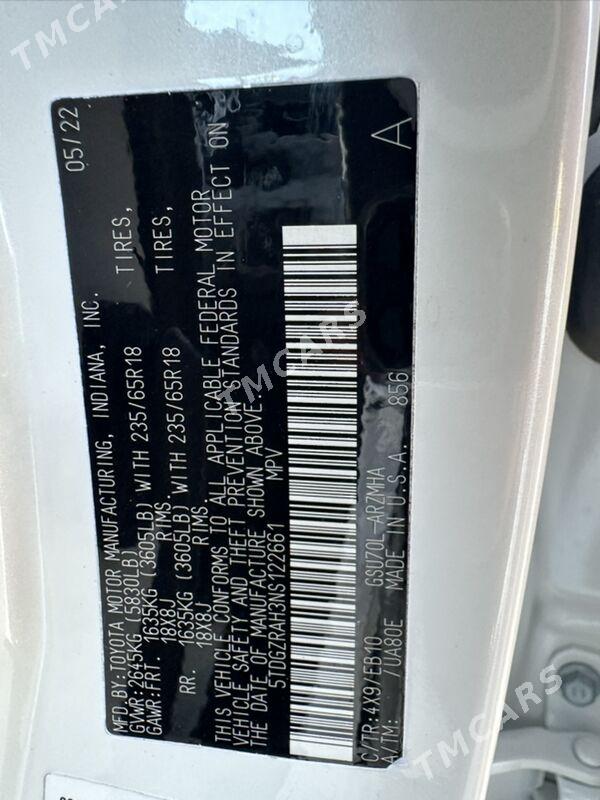 MFD.BY:TOYOTA MOTOR MANUFACTURING, INDIANA, INC. 05/22
GVWR:2645KG (5830LB)
GAWR:FRT. 1635KG (3605LB) WITH 235/65R18 TIRES,
18X8J RIMS
RR. 1635KG (3605LB) WITH 235/65R18 TIRES,
18X8J RIMS
THIS VEHICLE CONFORMS TO ALL APPLICABLE FEDERAL MOTOR
VEHICLE SAFETY AND THEFT PREVENTION STANDARDS IN EFFECT ON
THE DATE OF MANUFACTURE SHOWN ABOVE.
5TDGZRAH3NS122661 MPV
C/TR:4X9/EB10 GSU70L-ARZMHA A
A/TM: /UA80E MADE IN U.S.A. 856
TMCARS
TMCARS
TMCARS
TMCARS
TMCARS